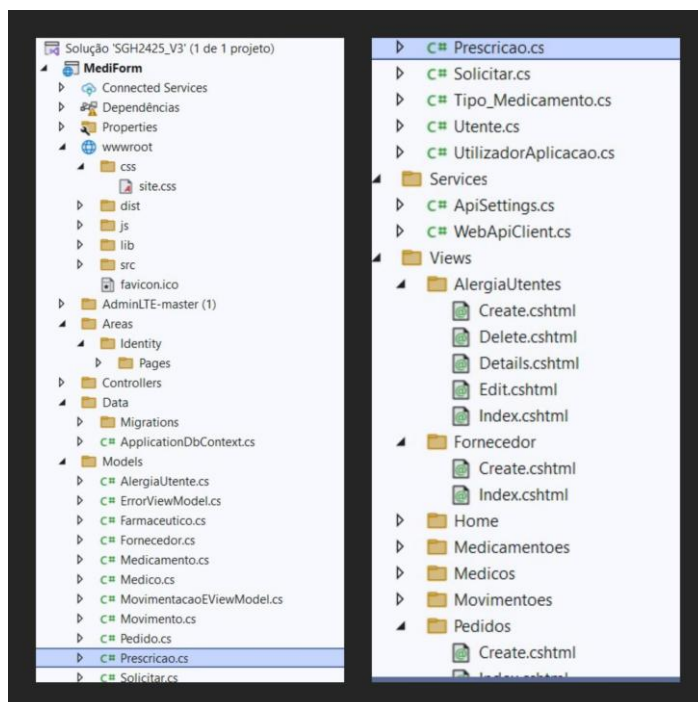 Solução 'SGH2425_V3' (1 de 1 projeto)
MediForm
Connected Services
Dependências
Properties
wwwroot
css
site.css
dist
js
lib
src
favicon.ico
AdminLTE-master (1)
Areas
Identity
Pages
Controllers
Data
Migrations
C# ApplicationDbContext.cs
Models
C# AlergiaUtente.cs
C# ErrorViewModel.cs
C# Farmaceutico.cs
C# Fornecedor.cs
C# Medicamento.cs
C# Medico.cs
C# MovimentacaoEViewModel.cs
C# Movimento.cs
C# Pedido.cs
C# Prescricao.cs
C# Solicitar.cs
C# Prescricao.cs
C# Solicitar.cs
C# Tipo_Medicamento.cs
C# Utente.cs
C# UtilizadorAplicacao.cs
Services
C# ApiSettings.cs
C# WebApiClient.cs
Views
AlergiaUtentes
Create.cshtml
Delete.cshtml
Details.cshtml
Edit.cshtml
Index.cshtml
Fornecedor
Create.cshtml
Index.cshtml
Home
Medicamentoes
Medicos
Movimentoes
Pedidos
Create.cshtml